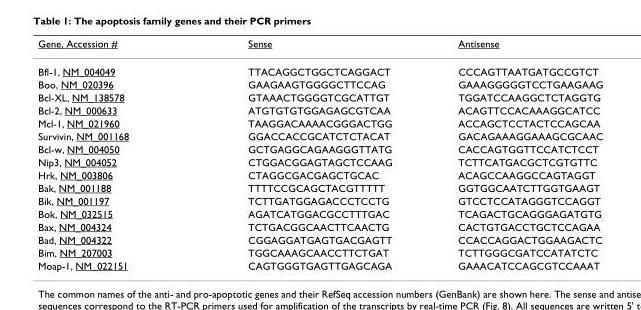 Table 1: The apoptosis family genes and their PCR primers
Gene, Accession # Sense Antisense
Bfl-1, NM_004049 TTACAGGCTGGCTCAGGACT CCCAGTTAATGATGCCGTCT
Boo, NM_020396 GAAGAAGTGGGGCTTCCAG GAAAGGGGGTCCTGAAGAAG
Bcl-XL, NM_138578 GTAAACTGGGGTCGCATTGT TGGATCCAAGGCTCTAGGTG
Bcl-2, NM_000633 ATGTGTGTGGAGAGCGTCAA ACAGTTCCACAAAGGCATCC
Mcl-1, NM_021960 TAAGGACAAAACGGGACTGG ACCAGCTCCTACTCCAGCAA
Survivin, NM_001168 GGACCACCGCATCTCTACAT GACAGAAAGGAAAGCGCAAC
Bcl-w, NM_004050 GCTGAGGCAGAAGGGTTATG CACCAGTGGTTCCATCTCCT
Nip3, NM_004052 CTGGACGGAGTAGCTCCAAG TCTTCATGACGCTCGTGTTC
Hrk, NM_003806 CTAGGCGACGAGCTGCAC ACAGCCAAGGCCAGTAGGT
Bak, NM_001188 TTTTCCGCAGCTACGTTTTT GGTGGCAATCTTGGTGAAGT
Bik, NM_001197 TCTTGATGGAGACCCTCCTG GTCCTCCATAGGGTCCAGGT
Bok, NM_032515 AGATCATGGACGCCTTTGAC TCAGACTGCAGGGAGATGTG
Bax, NM_004324 TCTGACGGCAACTTCAACTG CACTGTGACCTGCTCCAGAA
Bad, NM_004322 CGGAGGATGAGTGACGAGTT CCACCAGGACTGGAAGACTC
Bim, NM_207003 TGGCAAAGCAACCTTCTGAT TCTTGGGCGATCCATATCTC
Moap-1, NM_022151 CAGTGGGTGAGTTGAGCAGA GAAACATCCAGCGTCCAAAT
The common names of the anti- and pro-apoptotic genes and their RefSeq accession numbers (GenBank) are shown here. The sense and antise
sequences correspond to the RT-PCR primers used for amplification of the transcripts by real-time PCR (Fig. 8). All sequences are written 5' t